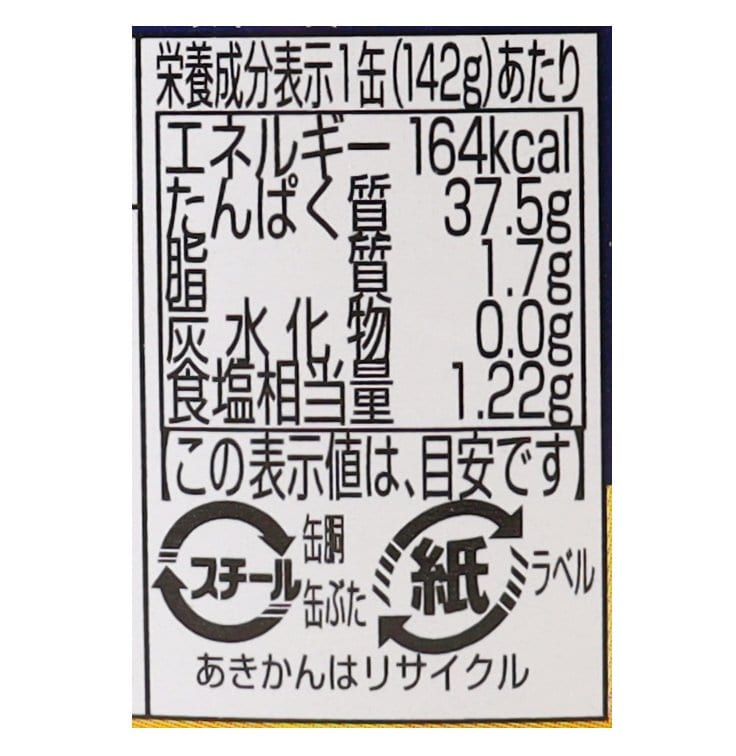 栄養成分表示1缶(142g)あたり
エネルギー 164kcal
たんぱく質 37.5g
脂質 1.7g
炭水化物 0.0g
食塩相当量 1.22g
【この表示値は、目安です】
スチール 缶胴 缶ぶた
紙 ラベル
あきかんはリサイクル